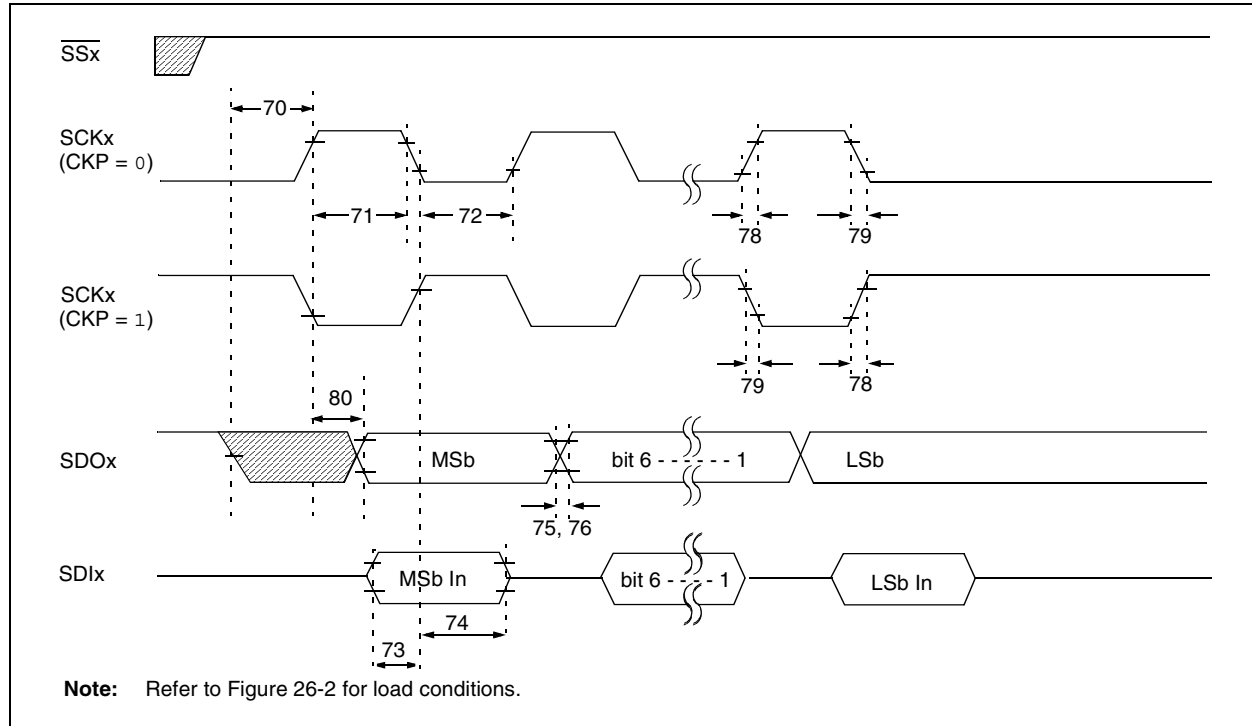 SSx
70
SCKx
(CKP = 0)
71
72
78
79
SCKx
(CKP = 1)
79
78
80
SDOx
MSb
bit 6 - - - - - - 1
LSb
75, 76
SDIx
MSb In
bit 6 - - - - 1
LSb In
74
73
Note: Refer to Figure 26-2 for load conditions.